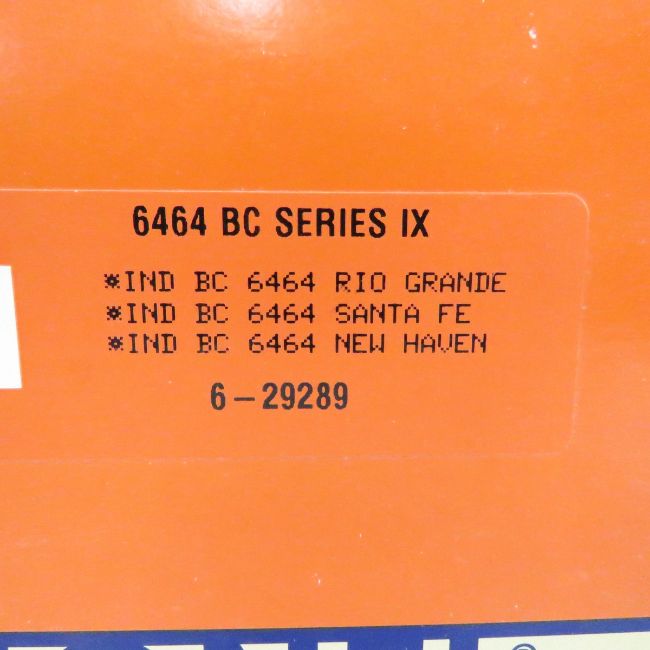 6464 BC SERIES IX
*IND BC 6464 RIO GRANDE
*IND BC 6464 SANTA FE
*IND BC 6464 NEW HAVEN
6-29289
®